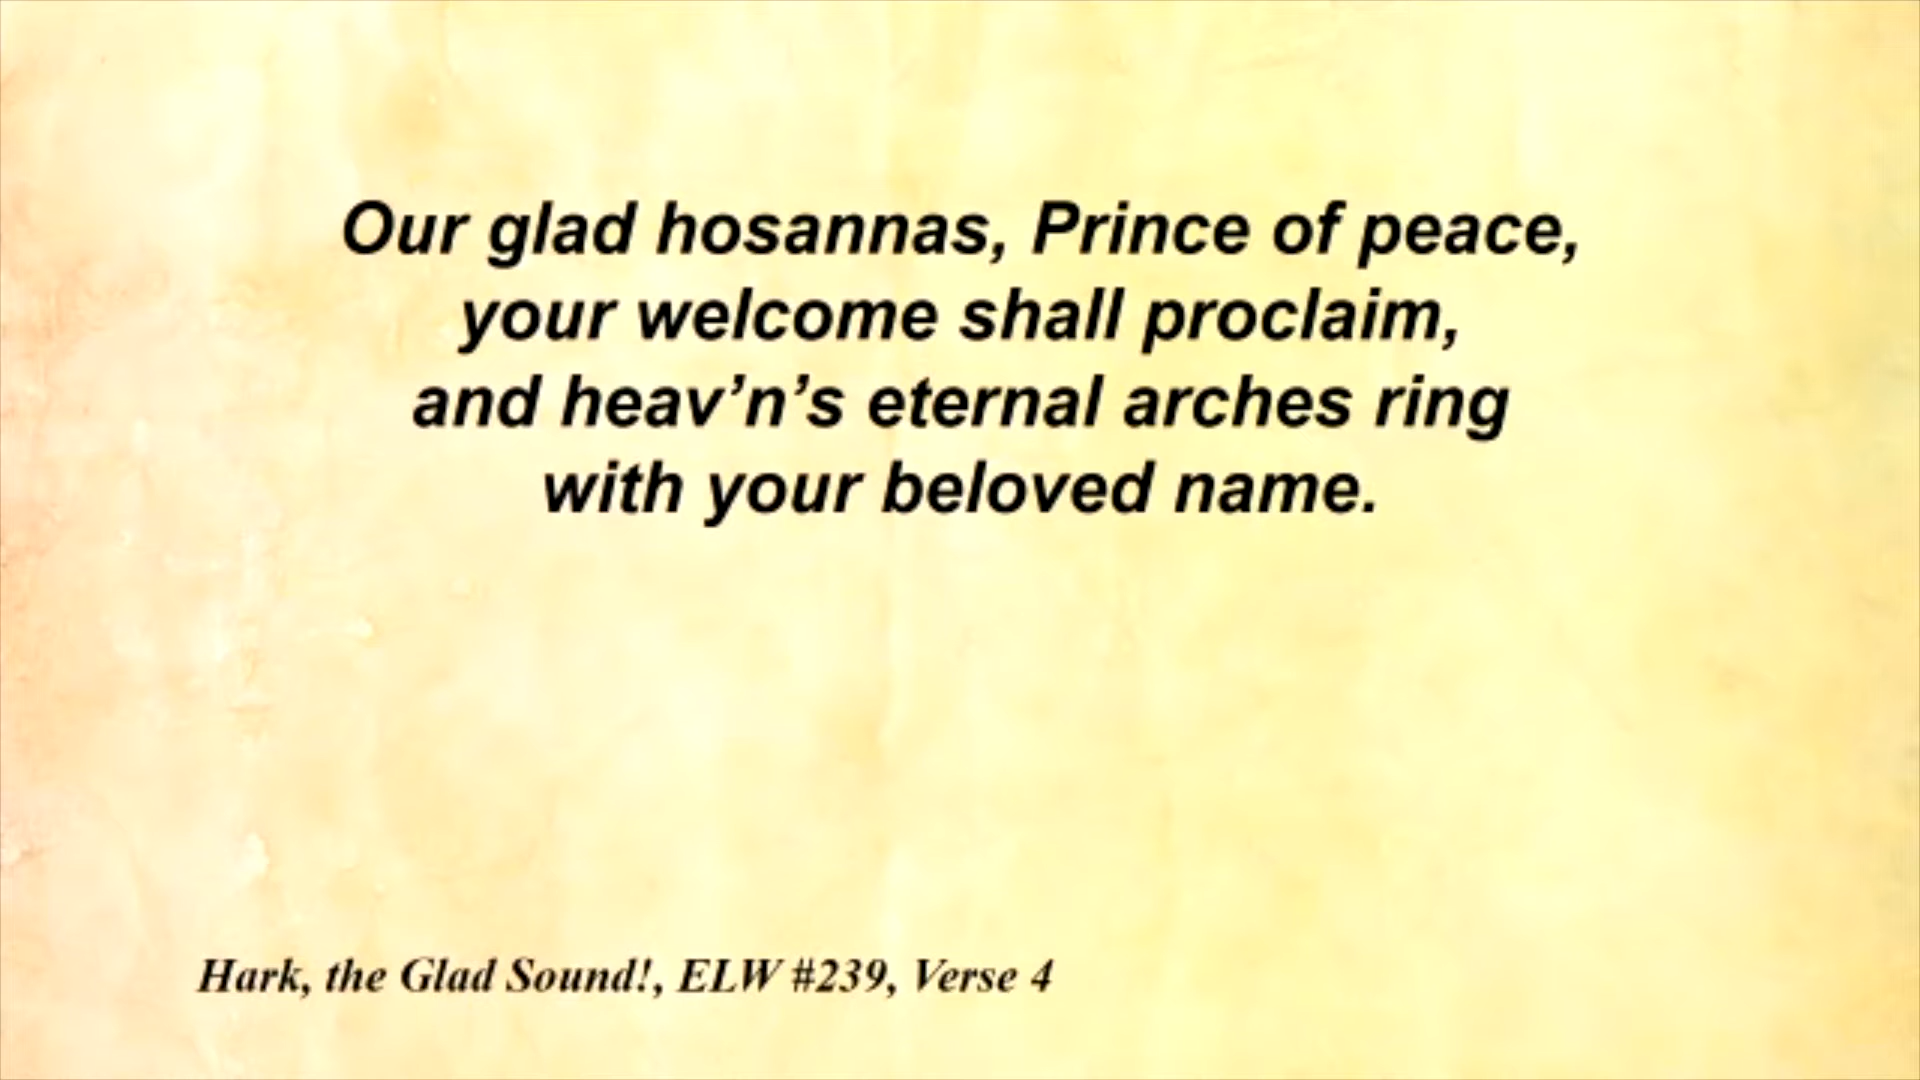 Our glad hosannas, Prince of peace,
your welcome shall proclaim,
and heav’n’s eternal arches ring
with your beloved name.
Hark, the Glad Sound!, ELW #239, Verse 4